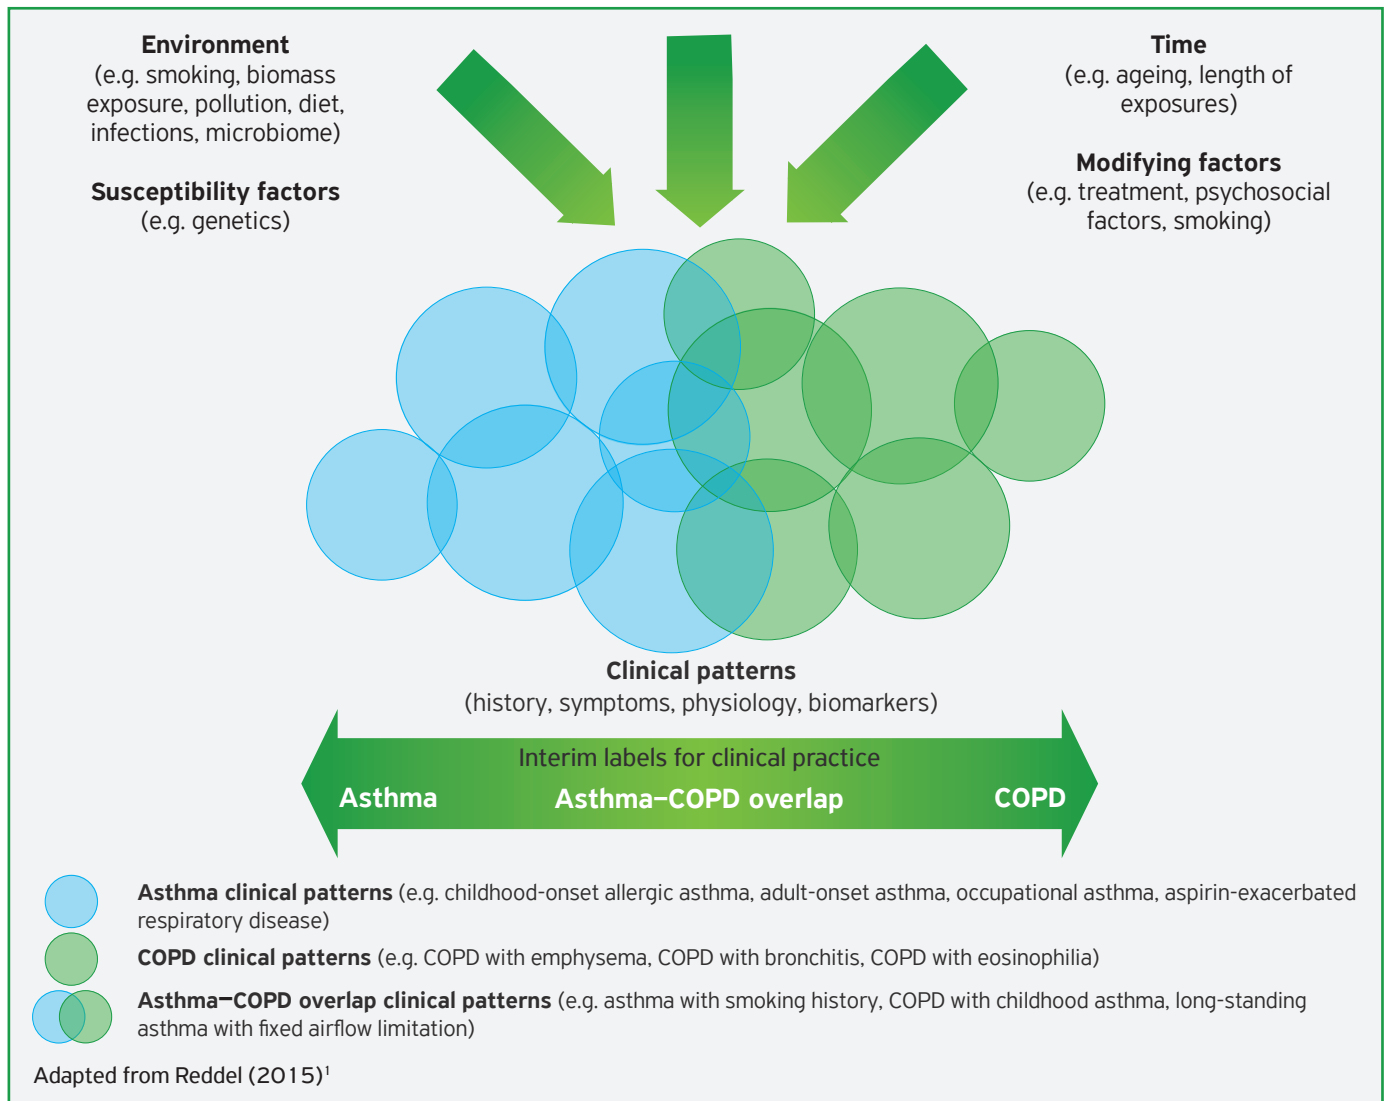 Environment
(e.g. smoking, biomass
exposure, pollution, diet,
infections, microbiome)
Susceptibility factors
(e.g. genetics)
Time
(e.g. ageing, length of
exposures)
Modifying factors
(e.g. treatment, psychosocial
factors, smoking)
Clinical patterns
(history, symptoms, physiology, biomarkers)
Interim labels for clinical practice
Asthma
Asthma–COPD overlap
COPD
Asthma clinical patterns (e.g. childhood-onset allergic asthma, adult-onset asthma, occupational asthma, aspirin-exacerbated
respiratory disease)
COPD clinical patterns (e.g. COPD with emphysema, COPD with bronchitis, COPD with eosinophilia)
Asthma–COPD overlap clinical patterns (e.g. asthma with smoking history, COPD with childhood asthma, long-standing
asthma with fixed airflow limitation)
Adapted from Reddel (2015)¹